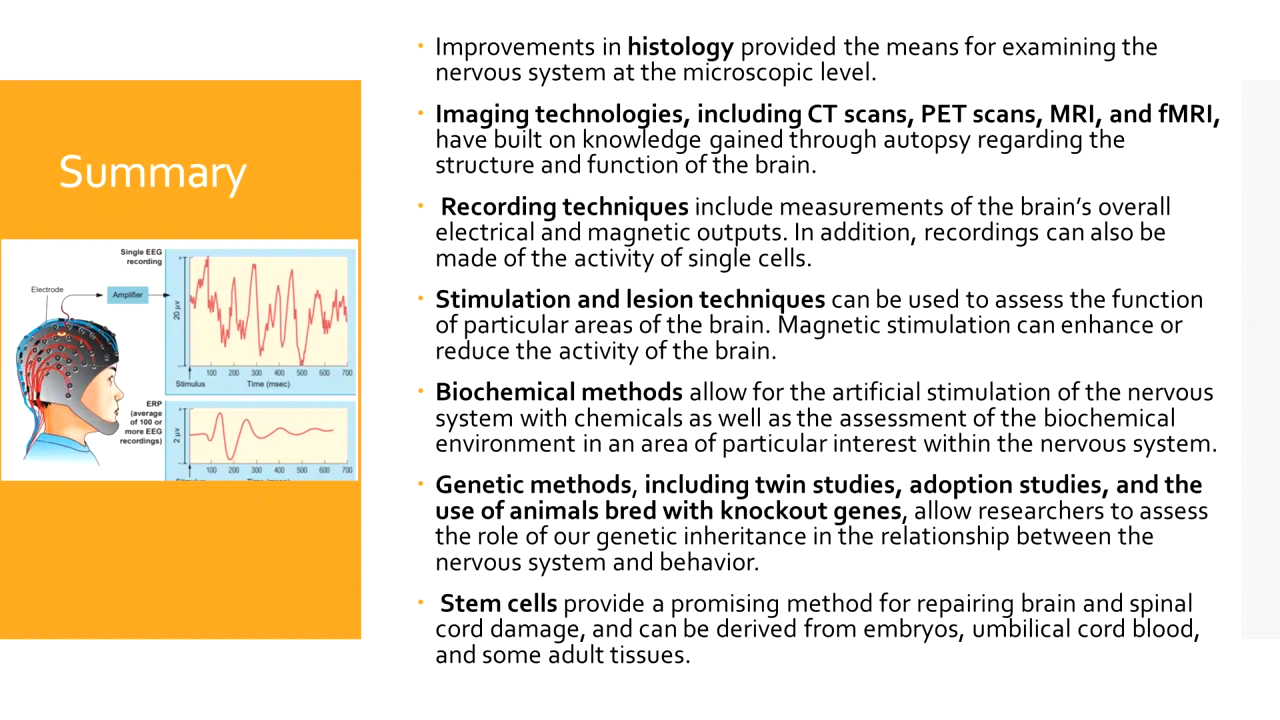 Summary
Single EEG
recording
Electrode
Amplifier
20 μV
100 200 300 400 500 600 700
Stimulus
Time (msec)
ERP
(average
of 100 or
more EEG
recordings)
2 μV
100 200 300 400 500 600 700
Stimulus
Time (msec)
• Improvements in histology provided the means for examining the
nervous system at the microscopic level.
• Imaging technologies, including CT scans, PET scans, MRI, and fMRI,
have built on knowledge gained through autopsy regarding the
structure and function of the brain.
• Recording techniques include measurements of the brain’s overall
electrical and magnetic outputs. In addition, recordings can also be
made of the activity of single cells.
• Stimulation and lesion techniques can be used to assess the function
of particular areas of the brain. Magnetic stimulation can enhance or
reduce the activity of the brain.
• Biochemical methods allow for the artificial stimulation of the nervous
system with chemicals as well as the assessment of the biochemical
environment in an area of particular interest within the nervous system.
• Genetic methods, including twin studies, adoption studies, and the
use of animals bred with knockout genes, allow researchers to assess
the role of our genetic inheritance in the relationship between the
nervous system and behavior.
• Stem cells provide a promising method for repairing brain and spinal
cord damage, and can be derived from embryos, umbilical cord blood,
and some adult tissues.